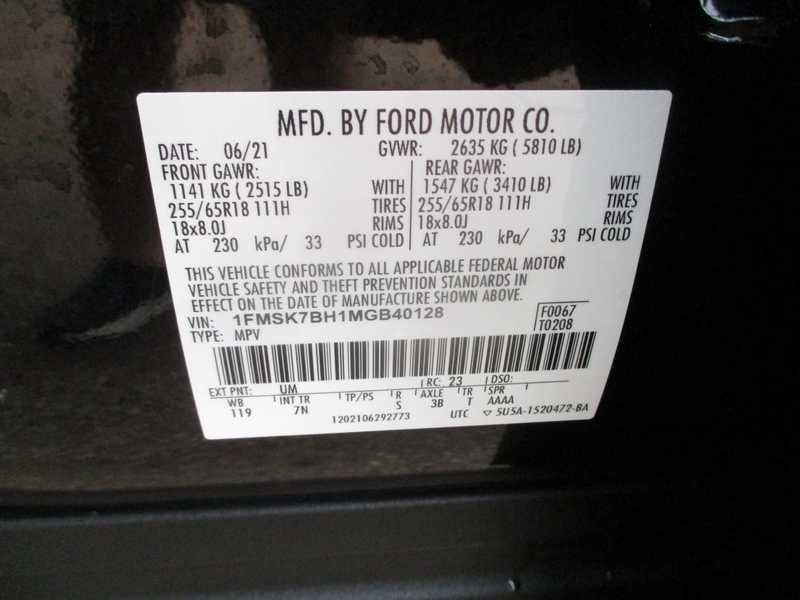 MFD. BY FORD MOTOR CO.
DATE: 06/21 GVWR: 2635 KG ( 5810 LB)
FRONT GAWR: REAR GAWR:
1141 KG ( 2515 LB) WITH 1547 KG ( 3410 LB) WITH
255/65R18 111H TIRES 255/65R18 111H TIRES
18x8.0J RIMS 18x8.0J RIMS
AT 230 kPa/ 33 PSI COLD AT 230 kPa/ 33 PSI COLD
THIS VEHICLE CONFORMS TO ALL APPLICABLE FEDERAL MOTOR
VEHICLE SAFETY AND THEFT PREVENTION STANDARDS IN
EFFECT ON THE DATE OF MANUFACTURE SHOWN ABOVE.
VIN: 1FMSK7BH1MGB40128 F0067
TYPE: MPV T0208
EXT PNT: UM RC: 23 DSO:
WB INT TR TP/PS R AXLE TR SPR
119 7N S 3B T AAAA
1202106292773 UTC ▽ 5U5A-1520472-BA